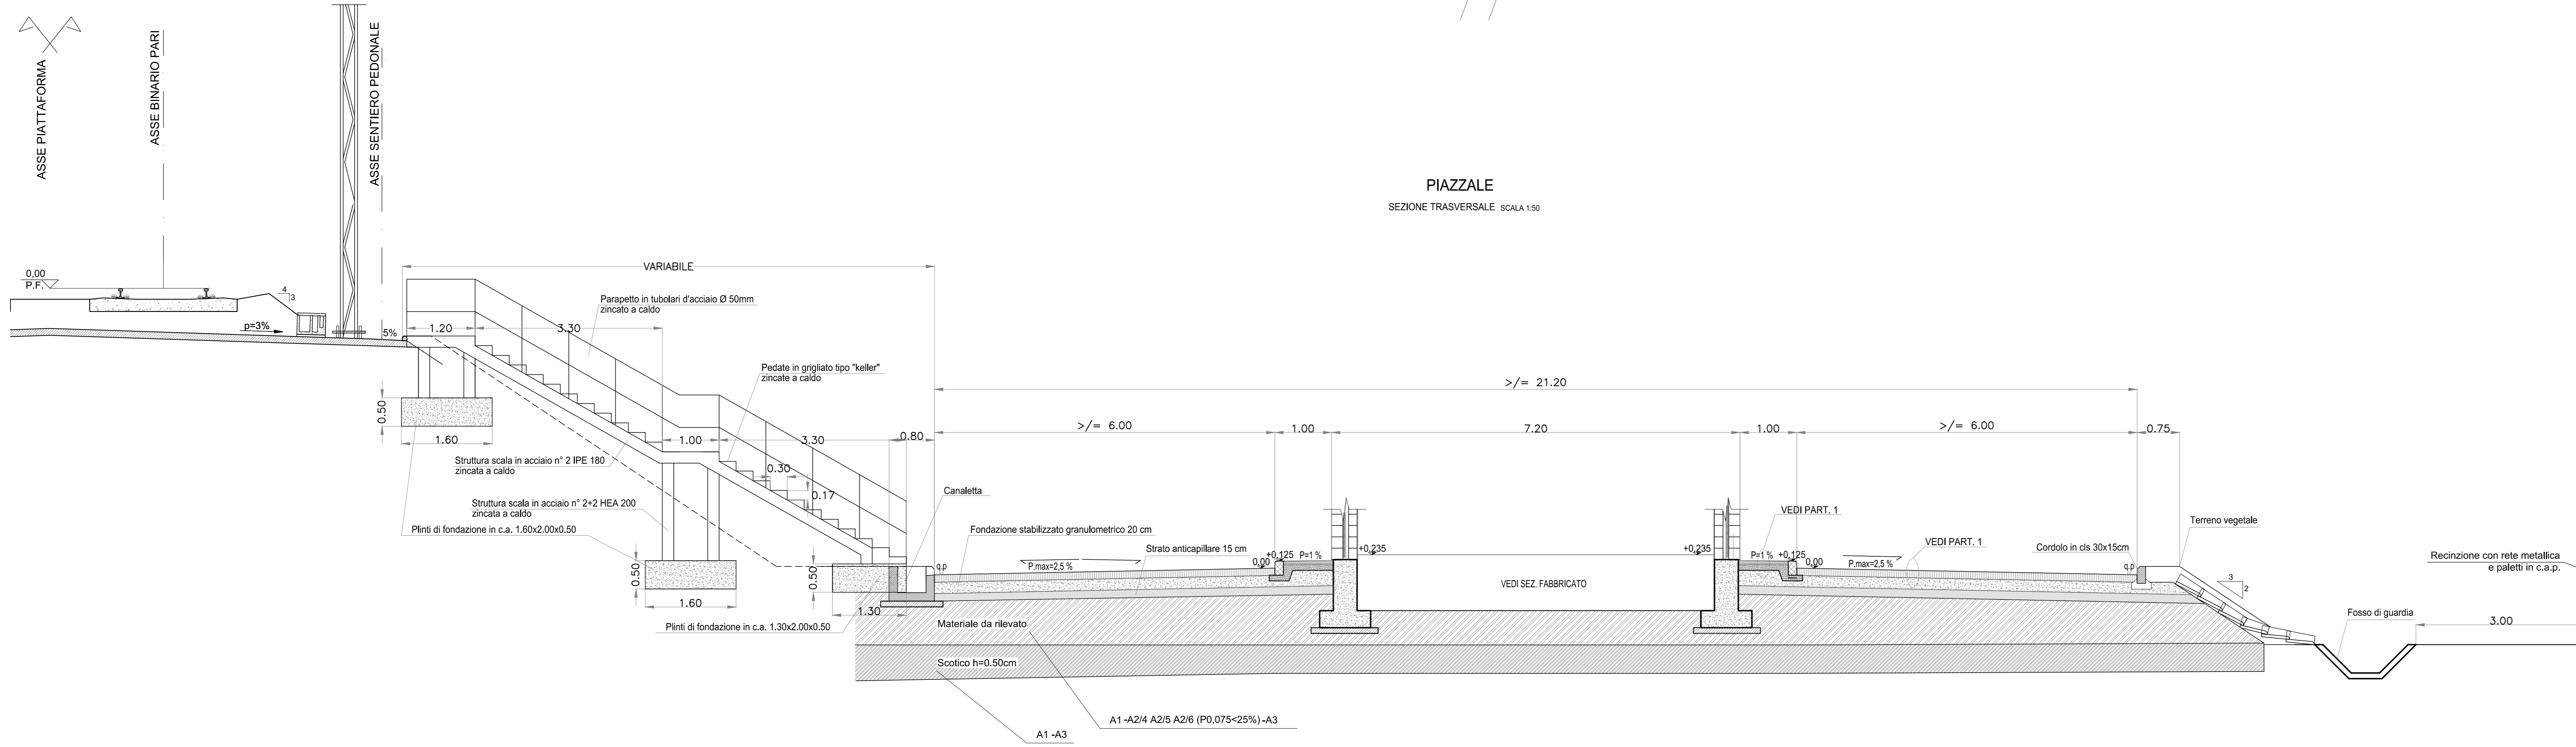 ASSE PIATTAFORMA
ASSE BINARIO PARI
ASSE SENTIERO PEDONALE
PIAZZALE
SEZIONE TRASVERSALE SCALA 1:50
0,00
P.F.
4
3
p=3%
5%
VARIABILE
Parapetto in tubolari d'acciaio Ø 50mm
zincato a caldo
1.20
3.30
Pedate in grigliato tipo "keller"
zincate a caldo
0.50
1.60
1.00
3.30
0.80
Struttura scala in acciaio n° 2 IPE 180
zincata a caldo
0.30
0.17
Struttura scala in acciaio n° 2+2 HEA 200
zincata a caldo
Plinti di fondazione in c.a. 1.60x2.00x0.50
0.50
1.60
0.50
1.30
Plinti di fondazione in c.a. 1.30x2.00x0.50
>/= 21.20
>/= 6.00
1.00
7.20
1.00
>/= 6.00
0.75
Canaletta
Fondazione stabilizzato granulometrico 20 cm
Strato anticapillare 15 cm
q.p
P.max=2,5 %
0,00
+0,125
P=1 %
+0,235
+0,235
P=1 %
+0,125
0,00
VEDI PART. 1
P.max=2,5 %
VEDI PART. 1
Cordolo in cls 30x15cm
q.p
Terreno vegetale
3
2
VEDI SEZ. FABBRICATO
Recinzione con rete metallica
e paletti in c.a.p.
Fosso di guardia
3.00
Materiale da rilevato
Scotico h=0.50cm
A1 -A2/4 A2/5 A2/6 (P0,075<25%) -A3
A1 -A3